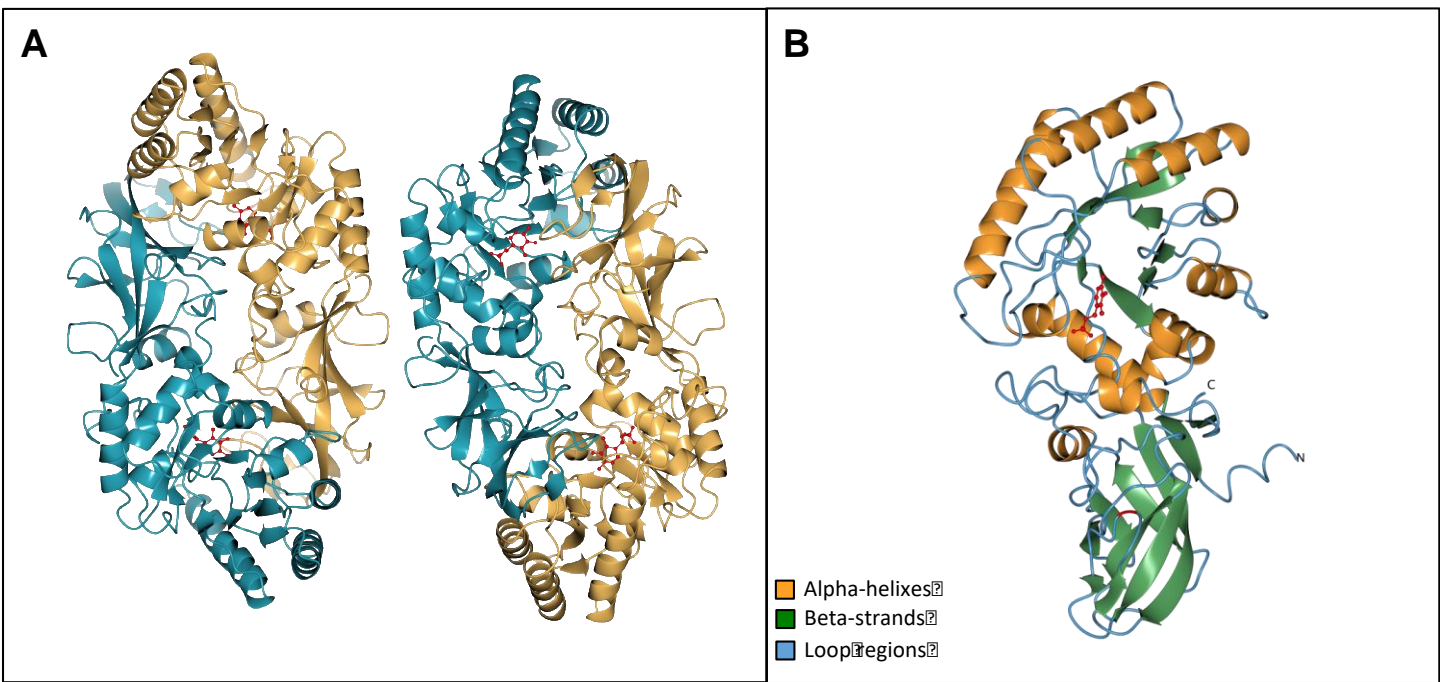 A
B
C
N
Alpha-helixes⍰
Beta-strands⍰
Loop⍰regions⍰